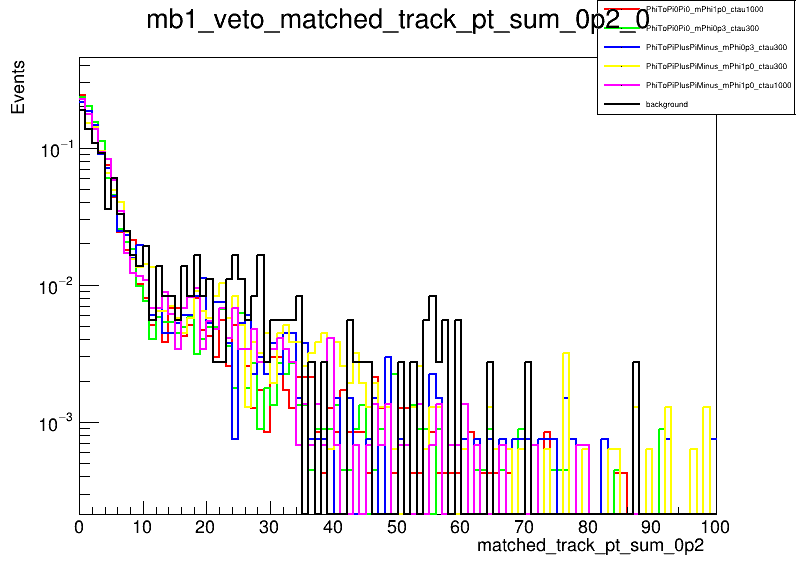 mb1_veto_matched_track_pt_sum_0p2_0
PhiToPi0Pi0_mPhi1p0_ctau1000
PhiToPi0Pi0_mPhi0p3_ctau300
PhiToPiPlusPiMinus_mPhi0p3_ctau300
PhiToPiPlusPiMinus_mPhi1p0_ctau300
PhiToPiPlusPiMinus_mPhi1p0_ctau1000
background
Events
10−1
10−2
10−3
0 10 20 30 40 50 60 70 80 90 100
matched_track_pt_sum_0p2